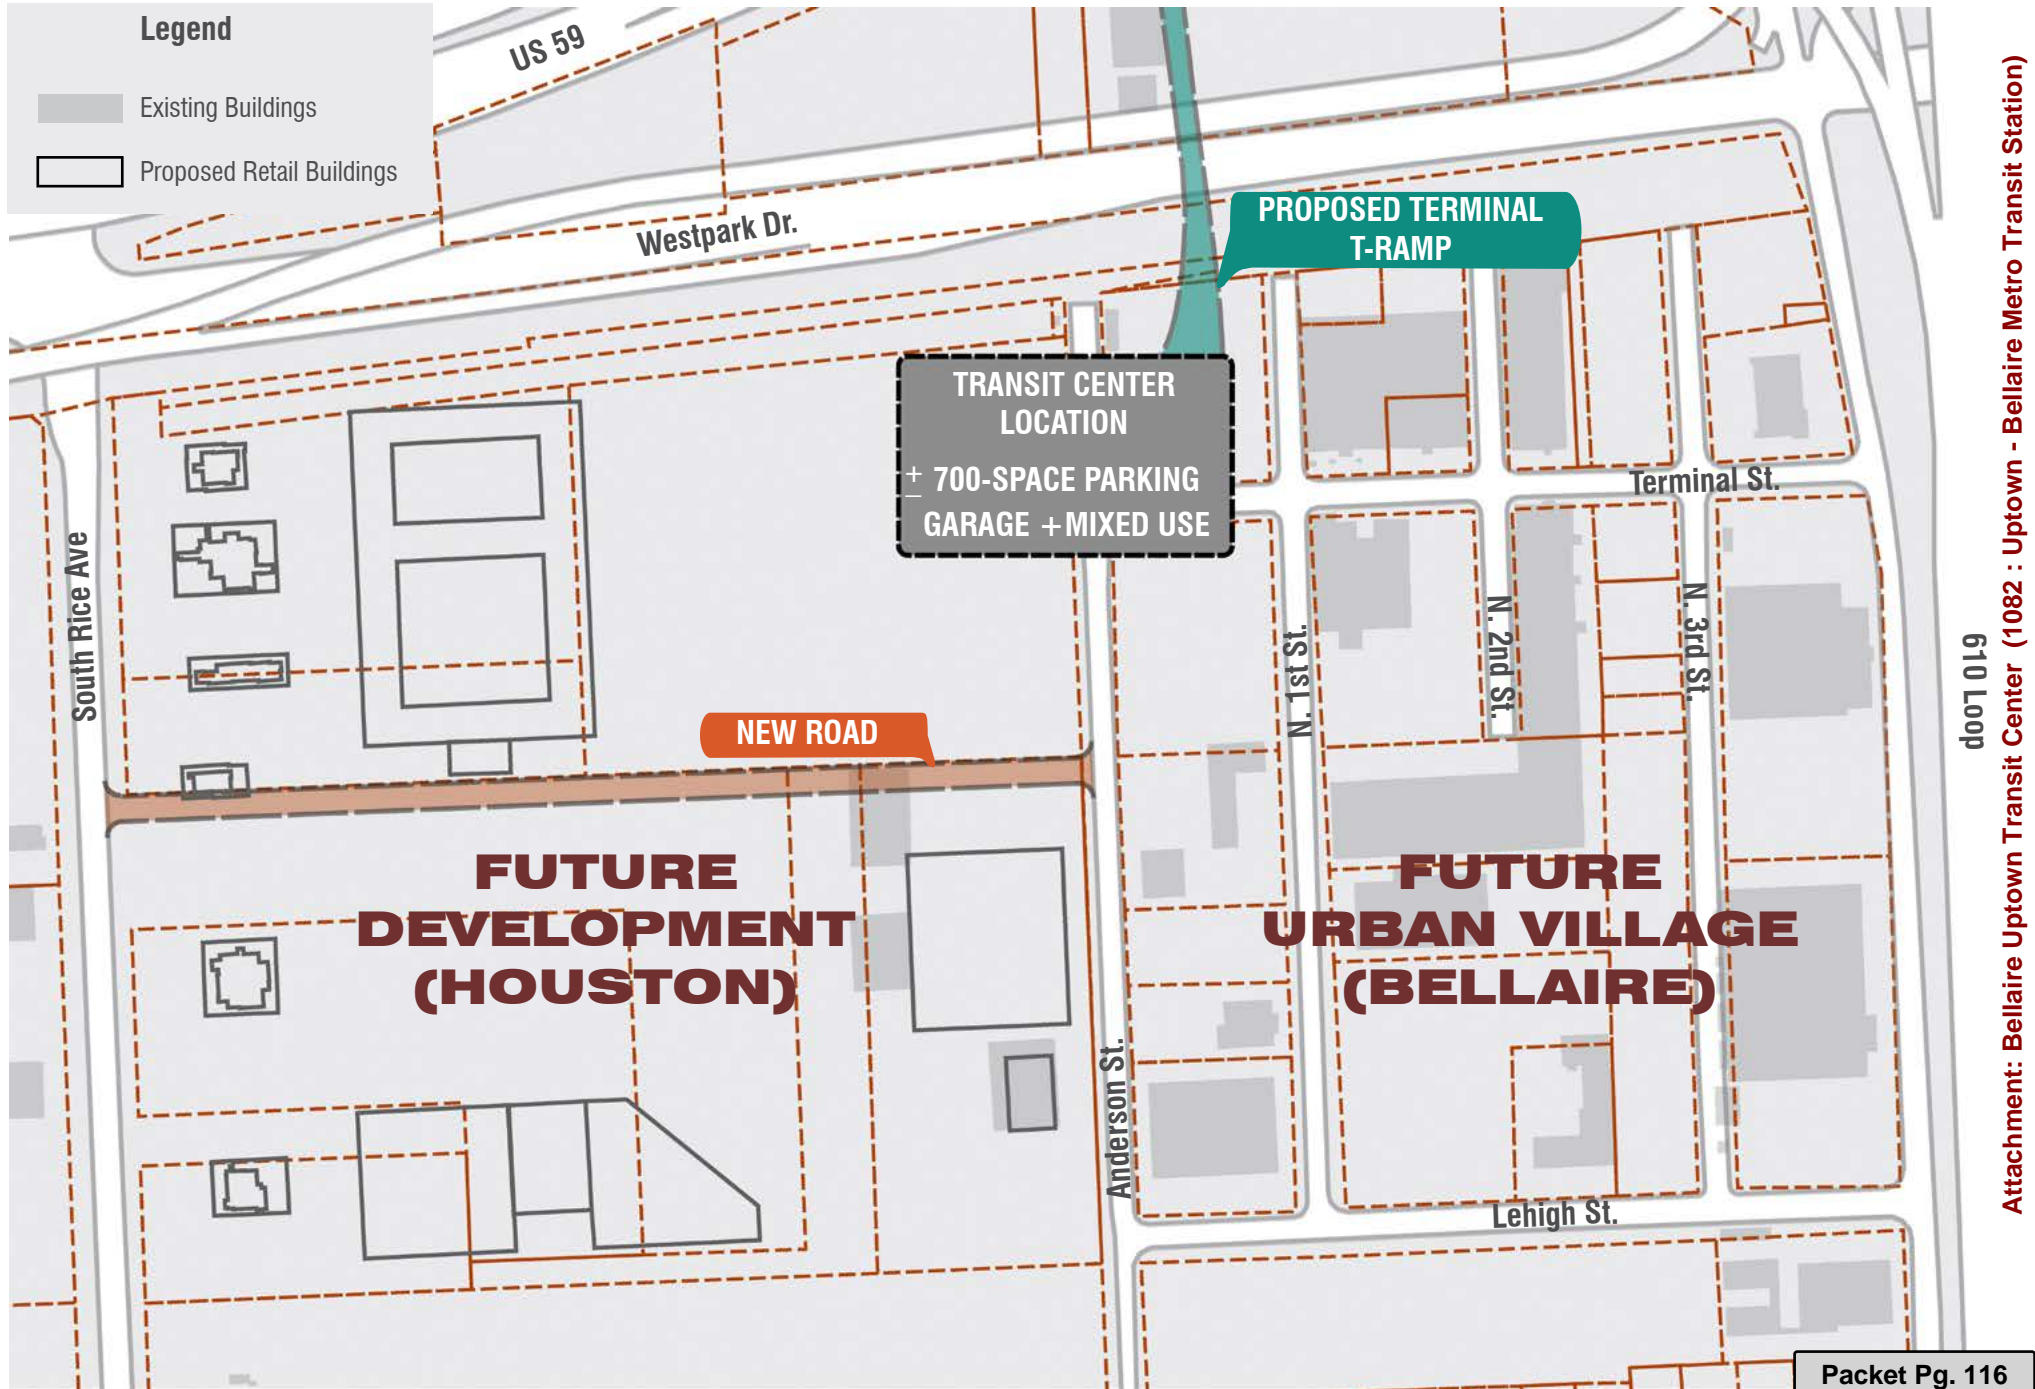 Legend
Existing Buildings
Proposed Retail Buildings
US 59
Westpark Dr.
PROPOSED TERMINAL
T-RAMP
TRANSIT CENTER
LOCATION
± 700-SPACE PARKING
GARAGE + MIXED USE
Terminal St.
South Rice Ave
N. 1st St.
N. 2nd St.
N. 3rd St.
610 Loop
NEW ROAD
FUTURE
DEVELOPMENT
(HOUSTON)
FUTURE
URBAN VILLAGE
(BELLAIRE)
Anderson St.
Lehigh St.
Attachment: Bellaire Uptown Transit Center (1082 : Uptown - Bellaire Metro Transit Station)
Packet Pg. 116